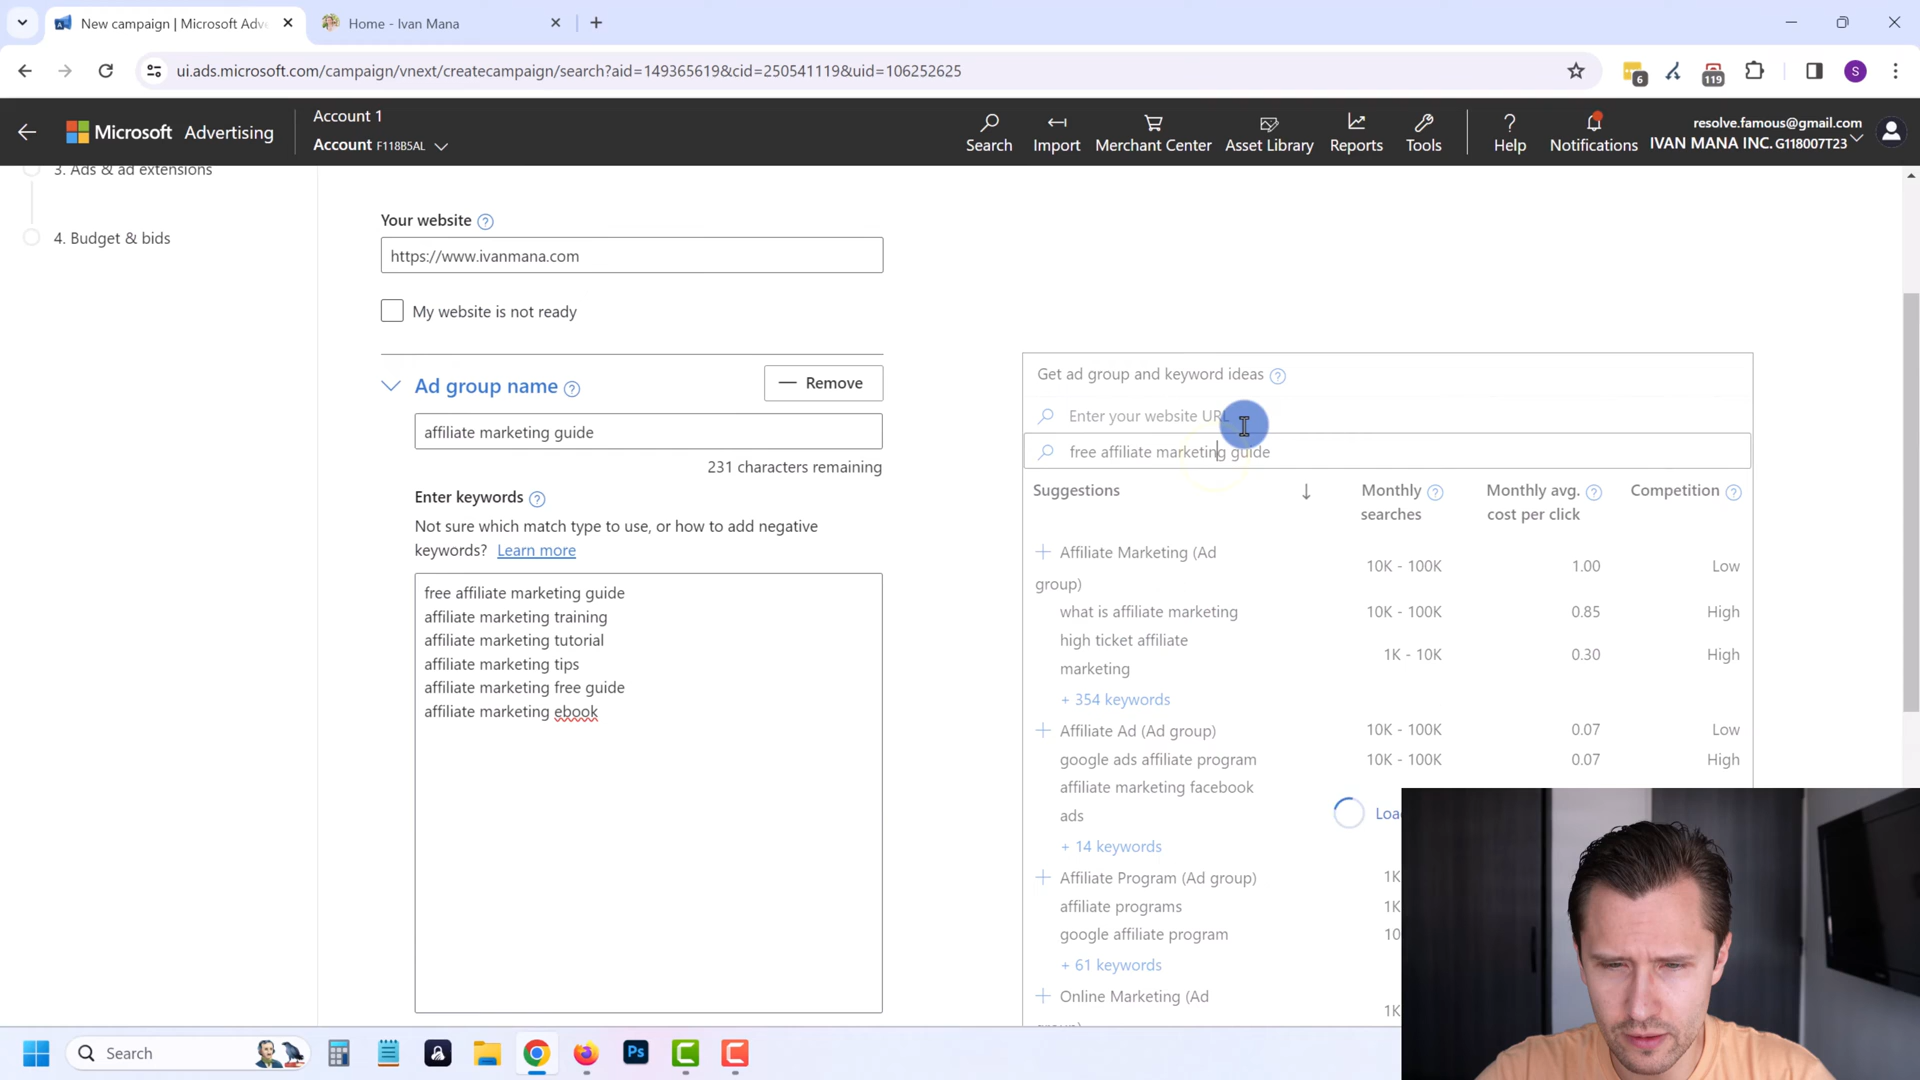 New campaign | Microsoft Adve
Home - Ivan Mana
ui.ads.microsoft.com/campaign/vnext/createcampaign/search?aid=149365619&cid=250541119&uid=106252625
6
119
S
Microsoft Advertising
Account 1
Account F118B5AL
Search
Import
Merchant Center
Asset Library
Reports
Tools
Help
Notifications
resolve.famous@gmail.com
IVAN MANA INC. G118007T23
3. Ads & ad extensions
4. Budget & bids
Your website
https://www.ivanmana.com
My website is not ready
Ad group name
Remove
affiliate marketing guide
231 characters remaining
Enter keywords
Not sure which match type to use, or how to add negative
keywords? Learn more
free affiliate marketing guide
affiliate marketing training
affiliate marketing tutorial
affiliate marketing tips
affiliate marketing free guide
affiliate marketing ebook
Get ad group and keyword ideas
Enter your website URL
free affiliate marketing guide
Suggestions
Monthly searches
Monthly avg. cost per click
Competition
Affiliate Marketing (Ad group) 10K - 100K 1.00 Low
what is affiliate marketing 10K - 100K 0.85 High
high ticket affiliate marketing 1K - 10K 0.30 High
+ 354 keywords
Affiliate Ad (Ad group) 10K - 100K 0.07 Low
google ads affiliate program 10K - 100K 0.07 High
affiliate marketing facebook
ads
Loa
+ 14 keywords
Affiliate Program (Ad group) 1K
affiliate programs 1K
google affiliate program 10
+ 61 keywords
Online Marketing (Ad 1K
Search
Ps